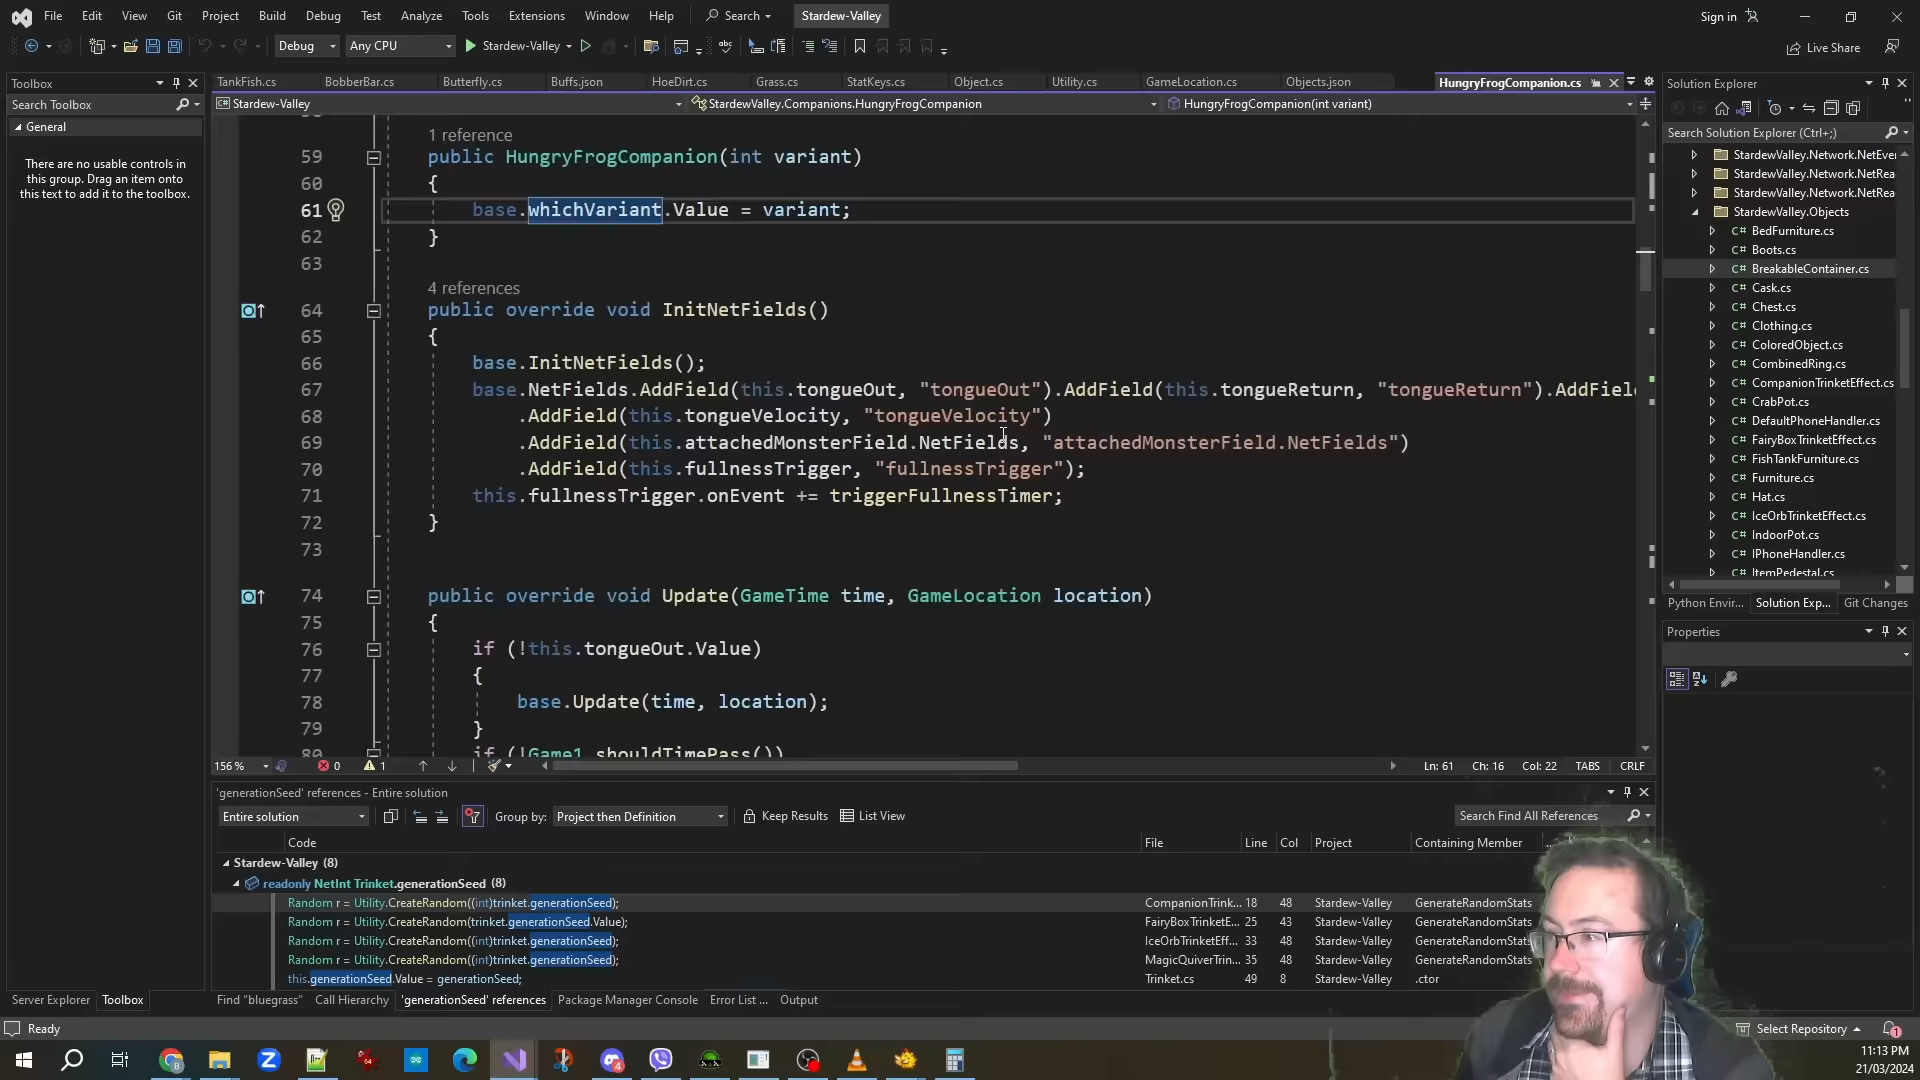 File Edit View Git Project Build Debug Test Analyze Tools Extensions Window Help Search Stardew-Valley Sign in
Debug Any CPU Stardew-Valley Live Share
Toolbox
Search Toolbox
General
There are no usable controls in
this group. Drag an item onto
this text to add it to the toolbox.
TankFish.cs BobberBar.cs Butterfly.cs Buffs.json HoeDirt.cs Grass.cs StatKeys.cs Object.cs Utility.cs GameLocation.cs Objects.json HungryFrogCompanion.cs
Stardew-Valley StardewValley.Companions.HungryFrogCompanion HungryFrogCompanion(int variant)
1 reference
59 public HungryFrogCompanion(int variant)
60 {
61 base.whichVariant.Value = variant;
62 }
63
4 references
64 public override void InitNetFields()
65 {
66 base.InitNetFields();
67 base.NetFields.AddField(this.tongueOut, "tongueOut").AddField(this.tongueReturn, "tongueReturn").AddFiel
68 .AddField(this.tongueVelocity, "tongueVelocity")
69 .AddField(this.attachedMonsterField.NetFields, "attachedMonsterField.NetFields")
70 .AddField(this.fullnessTrigger, "fullnessTrigger");
71 this.fullnessTrigger.onEvent += triggerFullnessTimer;
72 }
73
74 public override void Update(GameTime time, GameLocation location)
75 {
76 if (!this.tongueOut.Value)
77 {
78 base.Update(time, location);
79 }
80 if (!Game1.shouldTimePass())
156 % 0 1 Ln: 61 Ch: 16 Col: 22 TABS CRLF
Solution Explorer
Search Solution Explorer (Ctrl+;)
StardewValley.Network.NetEve
StardewValley.Network.NetRea
StardewValley.Network.NetRea
StardewValley.Objects
C# BedFurniture.cs
C# Boots.cs
C# BreakableContainer.cs
C# Cask.cs
C# Chest.cs
C# Clothing.cs
C# ColoredObject.cs
C# CombinedRing.cs
C# CompanionTrinketEffect.cs
C# CrabPot.cs
C# DefaultPhoneHandler.cs
C# FairyBoxTrinketEffect.cs
C# FishTankFurniture.cs
C# Furniture.cs
C# Hat.cs
C# IceOrbTrinketEffect.cs
C# IndoorPot.cs
C# IPhoneHandler.cs
C# ItemPedestal.cs
Python Envir... Solution Exp... Git Changes
Properties
'generationSeed' references - Entire solution
Entire solution Group by: Project then Definition Keep Results List View Search Find All References
Code File Line Col Project Containing Member
Stardew-Valley (8)
readonly NetInt Trinket.generationSeed (8)
Random r = Utility.CreateRandom((int)trinket.generationSeed); CompanionTrink... 18 48 Stardew-Valley GenerateRandomStats
Random r = Utility.CreateRandom(trinket.generationSeed.Value); FairyBoxTrinketE... 25 43 Stardew-Valley GenerateRandomStats
Random r = Utility.CreateRandom((int)trinket.generationSeed); IceOrbTrinketEff... 33 48 Stardew-Valley GenerateRandomStats
Random r = Utility.CreateRandom((int)trinket.generationSeed); MagicQuiverTrin... 35 48 Stardew-Valley GenerateRandomStats
this.generationSeed.Value = generationSeed; Trinket.cs 49 8 Stardew-Valley .ctor
Server Explorer Toolbox Find "bluegrass" Call Hierarchy 'generationSeed' references Package Manager Console Error List ... Output
Ready Select Repository 1
11:13 PM
21/03/2024